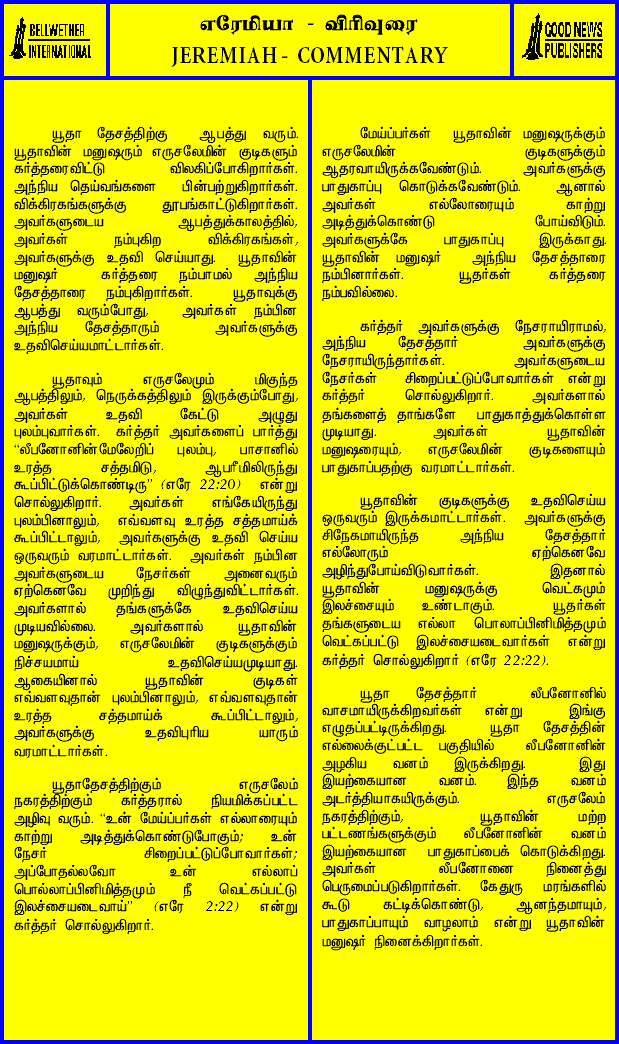 BELLWETHER
INTERNATIONAL
எரேமியா - விரிவுரை
JEREMIAH - COMMENTARY
GOOD NEWS
PUBLISHERS
யூதா தேசத்திற்கு ஆபத்து வரும்.
யூதாவின் மனுஷரும் எருசலேமின் குடிகளும்
கர்த்தரைவிட்டு விலகிப்போகிறார்கள்.
அந்நிய தெய்வங்களை பின்பற்றுகிறார்கள்.
விக்கிரகங்களுக்கு தூபங்காட்டுகிறார்கள்.
அவர்களுடைய ஆபத்துக்காலத்தில்,
அவர்கள் நம்புகிற விக்கிரகங்கள்,
அவர்களுக்கு உதவி செய்யாது. யூதாவின்
மனுஷர் கர்த்தரை நம்பாமல் அந்நிய
தேசத்தாரை நம்புகிறார்கள். யூதாவுக்கு
ஆபத்து வரும்போது, அவர்கள் நம்பின
அந்நிய தேசத்தாரும் அவர்களுக்கு
உதவிசெய்யமாட்டார்கள்.
யூதாவும் எருசலேமும் மிகுந்த
ஆபத்திலும், நெருக்கத்திலும் இருக்கும்போது,
அவர்கள் உதவி கேட்டு அழுது
புலம்புவார்கள். கர்த்தர் அவர்களைப் பார்த்து
“லீபனோனின்மேலேறிப் புலம்பு, பாசானில்
உரத்த சத்தமிடு, ஆபரீமிலிருந்து
கூப்பிட்டுக்கொண்டிரு” (எரே 22:20) என்று
சொல்லுகிறார். அவர்கள் எங்கேயிருந்து
புலம்பினாலும், எவ்வளவு உரத்த சத்தமாய்க்
கூப்பிட்டாலும், அவர்களுக்கு உதவி செய்ய
ஒருவரும் வரமாட்டார்கள். அவர்கள் நம்பின
அவர்களுடைய நேசர்கள் அனைவரும்
ஏற்கெனவே முறிந்து விழுந்துவிட்டார்கள்.
அவர்களால் தங்களுக்கே உதவிசெய்ய
முடியவில்லை. அவர்களால் யூதாவின்
மனுஷருக்கும், எருசலேமின் குடிகளுக்கும்
நிச்சயமாய் உதவிசெய்யமுடியாது.
ஆகையினால் யூதாவின் குடிகள்
எவ்வளவுதான் புலம்பினாலும், எவ்வளவுதான்
உரத்த சத்தமாய்க் கூப்பிட்டாலும்,
அவர்களுக்கு உதவிபுரிய யாரும்
வரமாட்டார்கள்.
யூதாதேசத்திற்கும் எருசலேம்
நகரத்திற்கும் கர்த்தரால் நியமிக்கப்பட்ட
அழிவு வரும். “உன் மேய்ப்பர்கள் எல்லாரையும்
காற்று அடித்துக்கொண்டுபோகும்; உன்
நேசர் சிறைப்பட்டுப்போவார்கள்;
அப்போதல்லவோ உன் எல்லாப்
பொல்லாப்பினிமித்தமும் நீ வெட்கப்பட்டு
இலச்சையடைவாய்” (எரே 2:22) என்று
கர்த்தர் சொல்லுகிறார்.
மேய்ப்பர்கள் யூதாவின் மனுஷருக்கும்
எருசலேமின் குடிகளுக்கும்
ஆதரவாயிருக்கவேண்டும். அவர்களுக்கு
பாதுகாப்பு கொடுக்கவேண்டும். ஆனால்
அவர்கள் எல்லோரையும் காற்று
அடித்துக்கொண்டு போய்விடும்.
அவர்களுக்கே பாதுகாப்பு இருக்காது.
யூதாவின் மனுஷர் அந்நிய தேசத்தாரை
நம்பினார்கள். யூதர்கள் கர்த்தரை
நம்பவில்லை.
கர்த்தர் அவர்களுக்கு நேசராயிராமல்,
அந்நிய தேசத்தார் அவர்களுக்கு
நேசராயிருந்தார்கள். அவர்களுடைய
நேசர்கள் சிறைப்பட்டுப்போவார்கள் என்று
கர்த்தர் சொல்லுகிறார். அவர்களால்
தங்களைத் தாங்களே பாதுகாத்துக்கொள்ள
முடியாது. அவர்கள் யூதாவின்
மனுஷரையும், எருசலேமின் குடிகளையும்
பாதுகாப்பதற்கு வரமாட்டார்கள்.
யூதாவின் குடிகளுக்கு உதவிசெய்ய
ஒருவரும் இருக்கமாட்டார்கள். அவர்களுக்கு
சிநேகமாயிருந்த அந்நிய தேசத்தார்
எல்லோரும் ஏற்கெனவே
அழிந்துபோய்விடுவார்கள். இதனால்
யூதாவின் மனுஷருக்கு வெட்கமும்
இலச்சையும் உண்டாகும். யூதர்கள்
தங்களுடைய எல்லா பொலாப்பினிமித்தமும்
வெட்கப்பட்டு இலச்சையடைவார்கள் என்று
கர்த்தர் சொல்லுகிறார் (எரே 22:22).
யூதா தேசத்தார் லீபனோனில்
வாசமாயிருக்கிறவர்கள் என்று இங்கு
எழுதப்பட்டிருக்கிறது. யூதா தேசத்தின்
எல்லைக்குட்பட்ட பகுதியில் லீபனோனின்
அழகிய வனம் இருக்கிறது. இது
இயற்கையான வனம். இந்த வனம்
அடர்த்தியாகயிருக்கும். எருசலேம்
நகரத்திற்கும், யூதாவின் மற்ற
பட்டணங்களுக்கும் லீபனோனின் வனம்
இயற்கையான பாதுகாப்பைக் கொடுக்கிறது.
அவர்கள் லீபனோனை நினைத்து
பெருமைப்படுகிறார்கள். கேதுரு மரங்களில்
கூடு கட்டிக்கொண்டு, ஆனந்தமாயும்,
பாதுகாப்பாயும் வாழலாம் என்று யூதாவின்
மனுஷர் நினைக்கிறார்கள்.